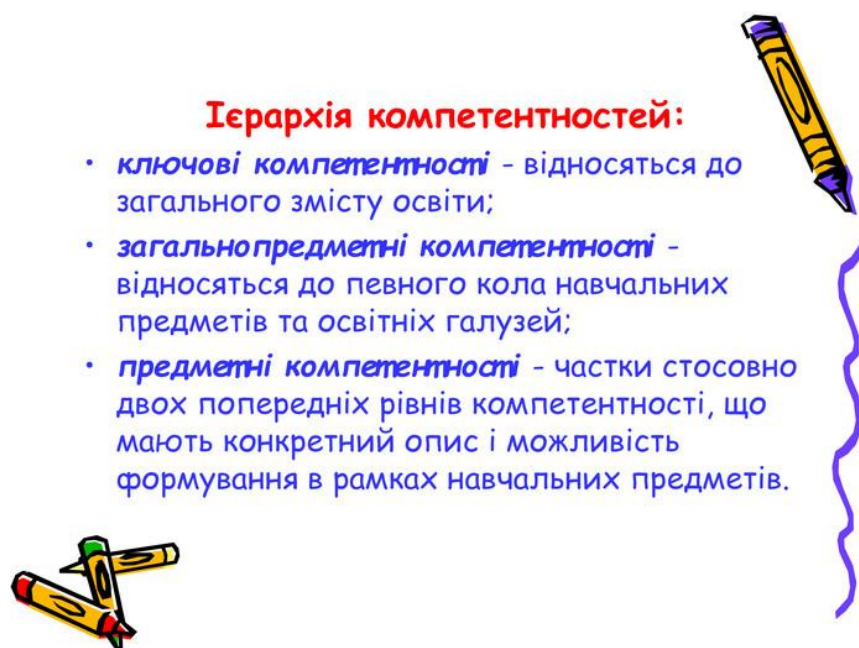 Ієрархія компетентностей:
• ключові компетентності - відносяться до
загального змісту освіти;
• загальнопредметні компетентності -
відносяться до певного кола навчальних
предметів та освітніх галузей;
• предметні компетентності - частки стосовно
двох попередніх рівнів компетентності, що
мають конкретний опис і можливість
формування в рамках навчальних предметів.